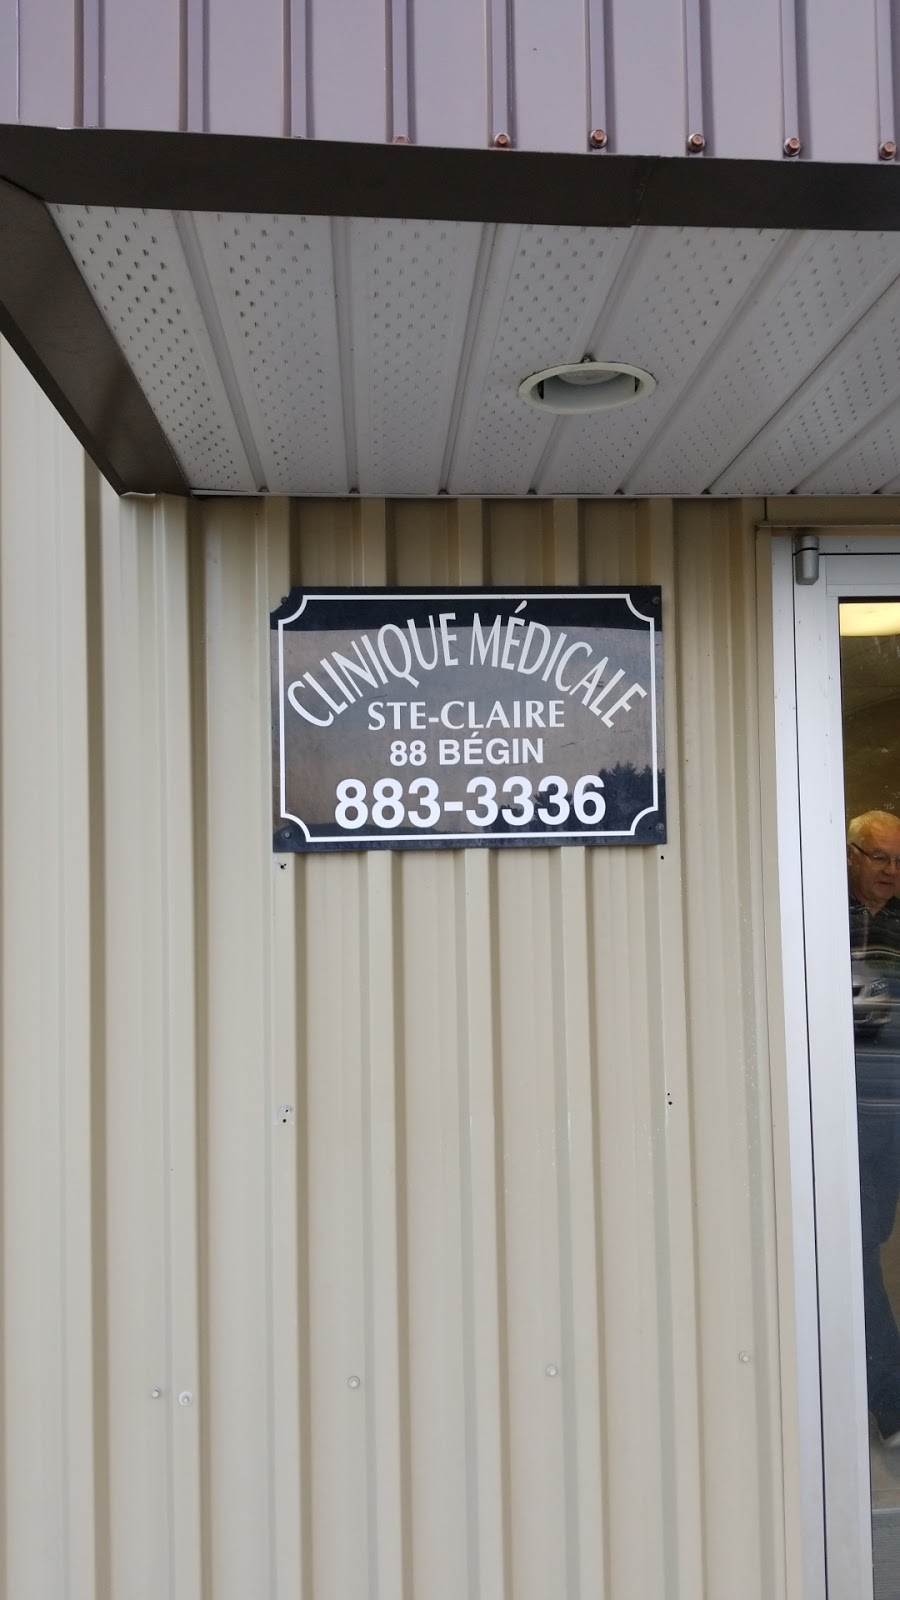 CLINIQUE MÉDICALE
STE-CLAIRE
88 BÉGIN
883-3336